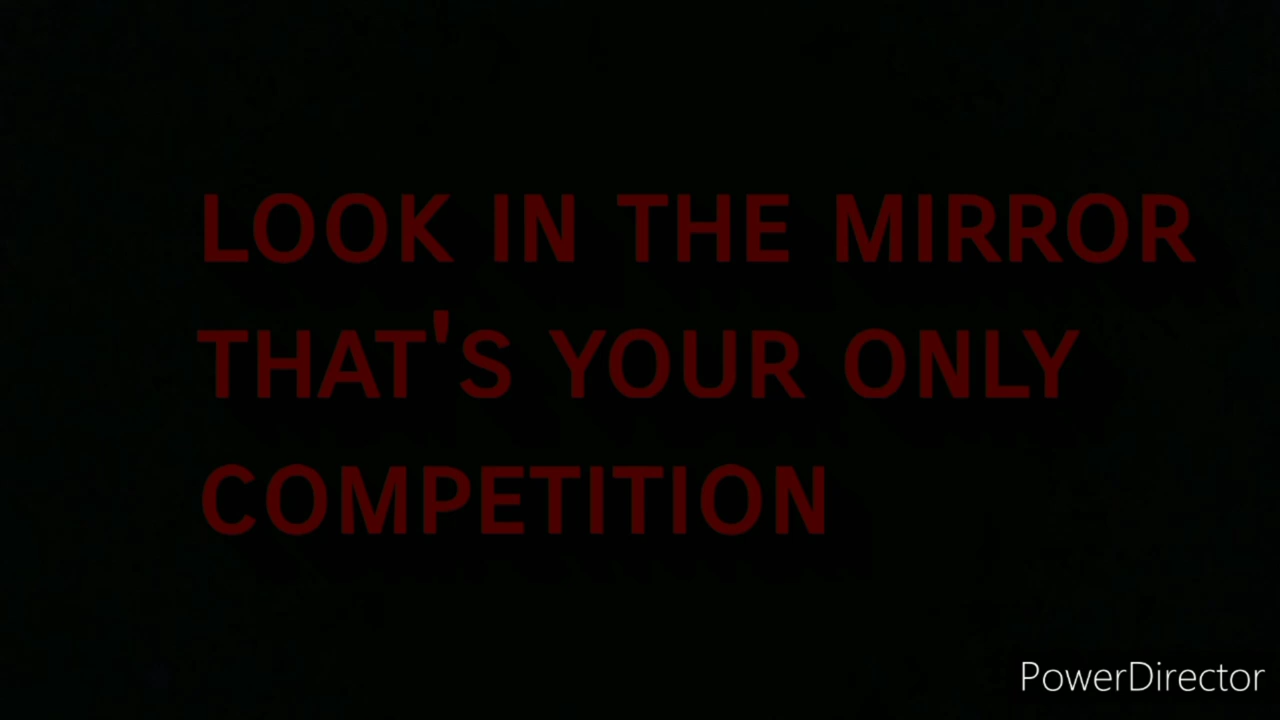 LOOK IN THE MIRROR
THAT'S YOUR ONLY
COMPETITION
PowerDirector